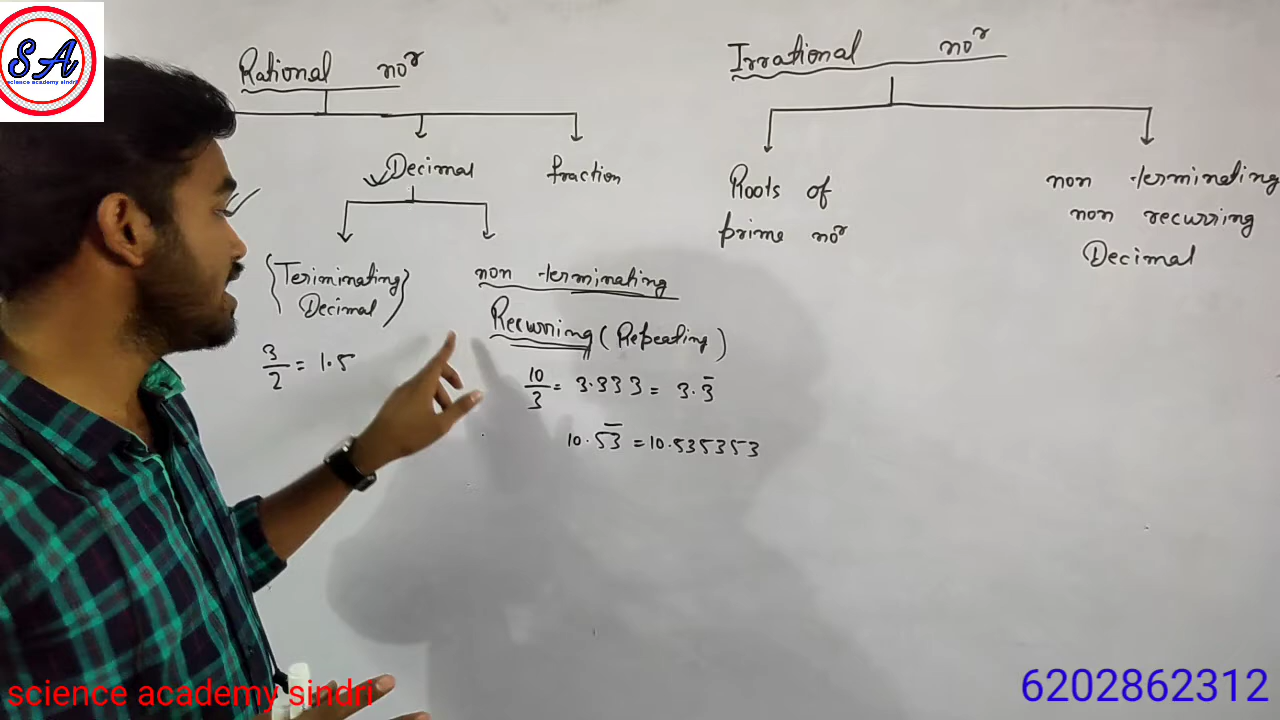 SA
science academy sindri
Rational noʳ
Irrational noʳ
Decimal
fraction
Roots of
prime noʳ
non terminating
non recurring
Decimal
{Teriminating
Decimal}
non terminating
Recurring (Repeating)
3/2 = 1.5
10/3 = 3.333 = 3.3̅
10.5̅3̅ = 10.535353
science academy sindri
6202862312